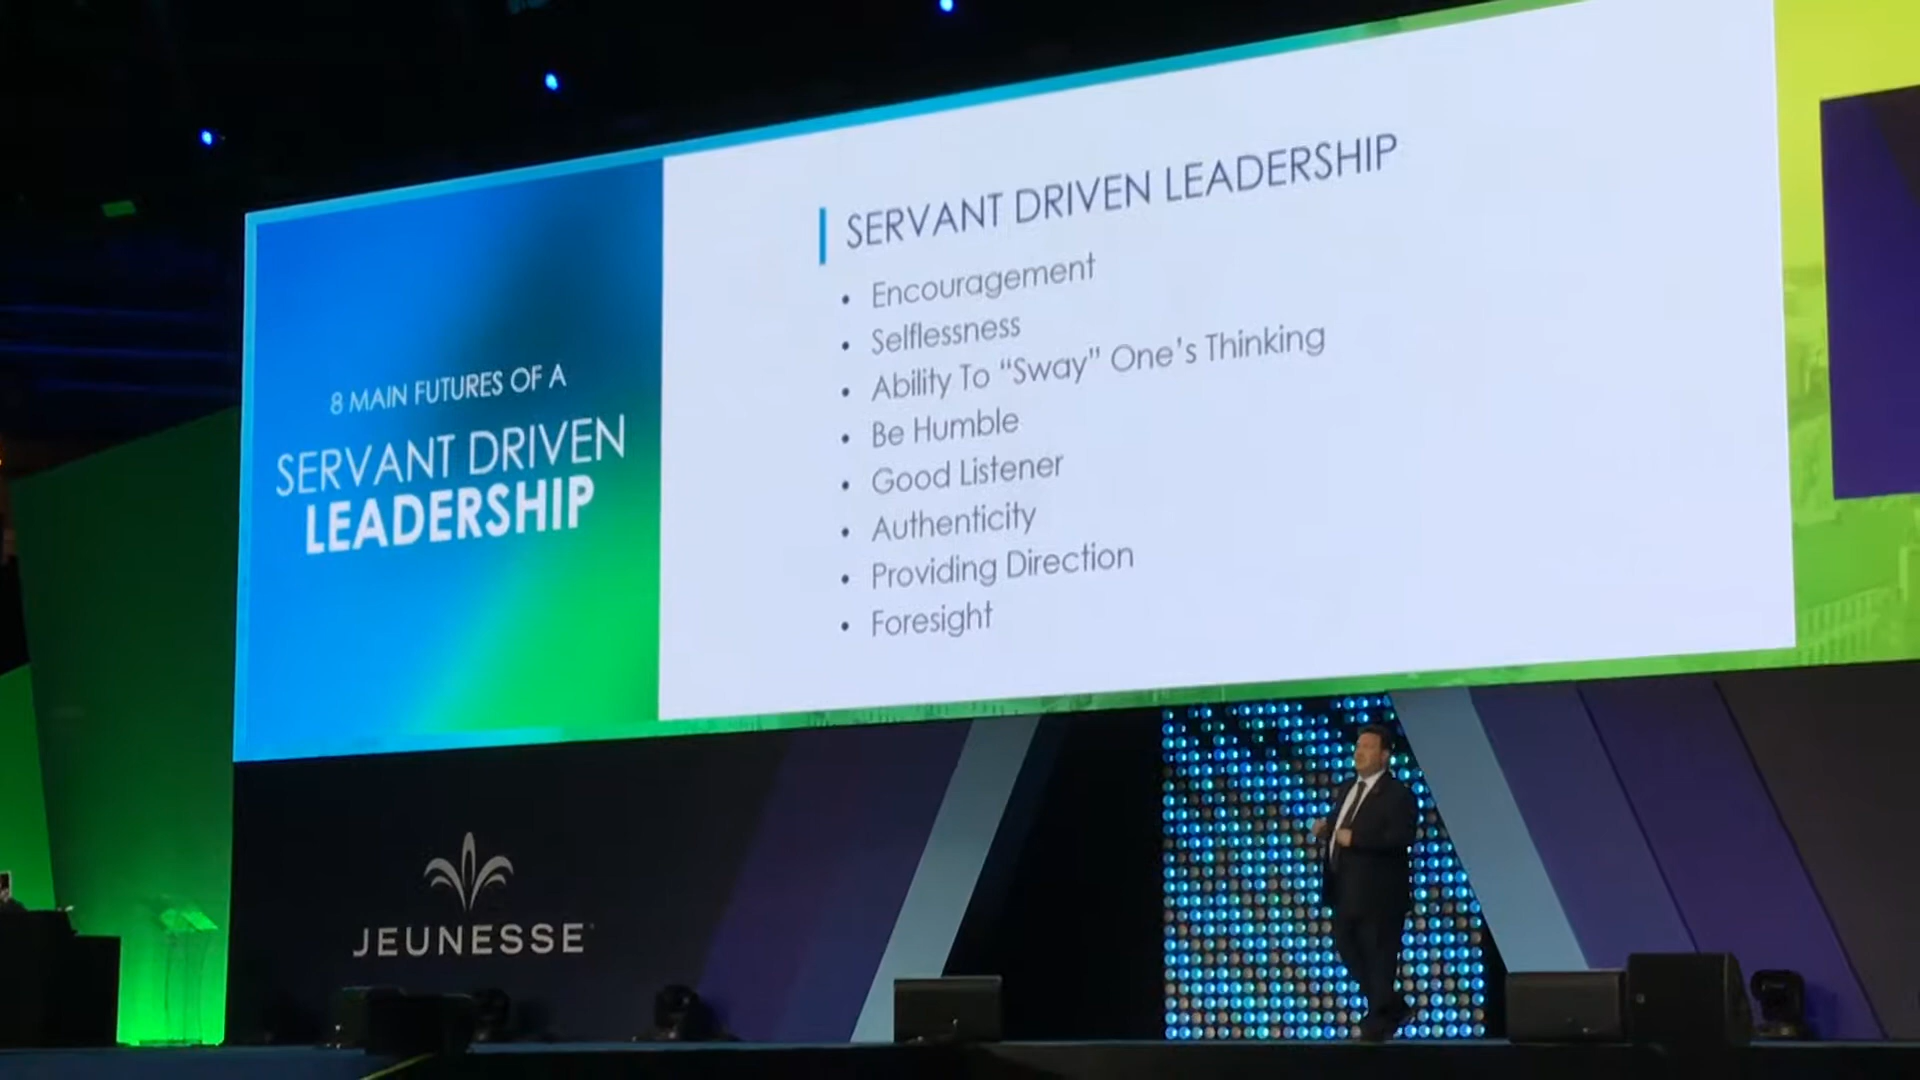 8 MAIN FUTURES OF A
SERVANT DRIVEN
LEADERSHIP
SERVANT DRIVEN LEADERSHIP
• Encouragement
• Selflessness
• Ability To “Sway” One’s Thinking
• Be Humble
• Good Listener
• Authenticity
• Providing Direction
• Foresight
JEUNESSE